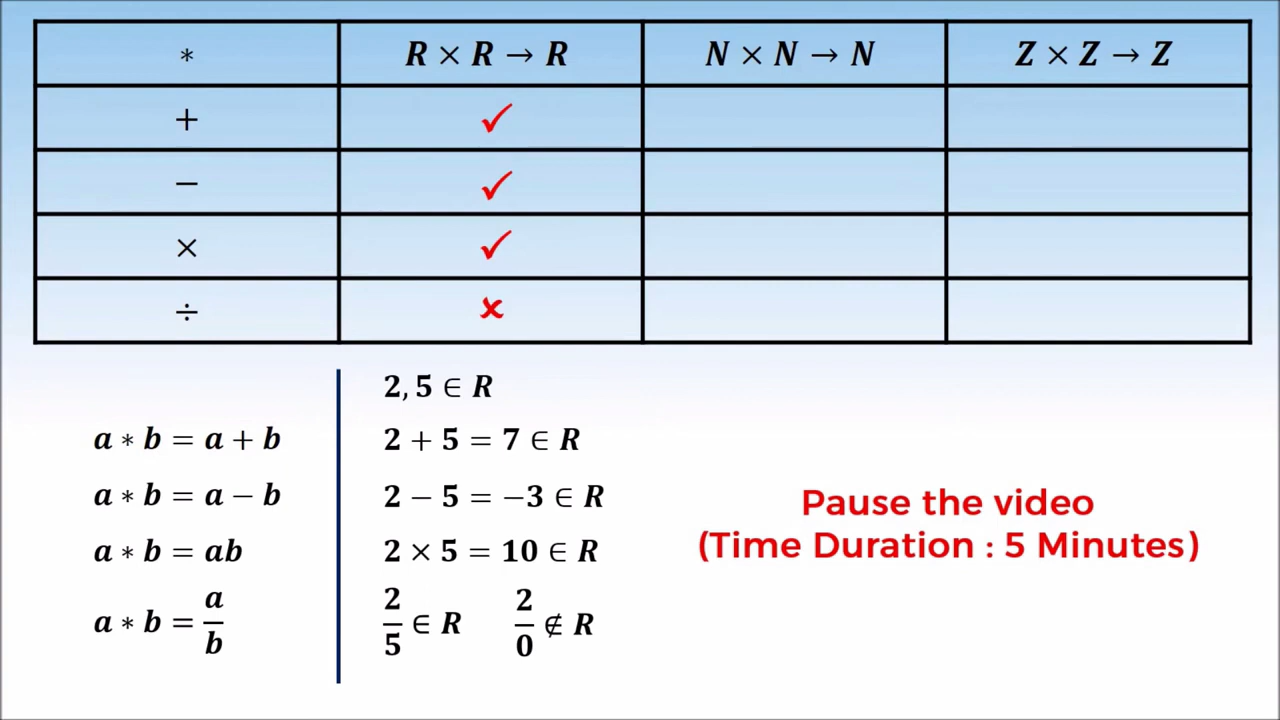 * R × R → R N × N → N Z × Z → Z
+ ✓
− ✓
× ✓
÷ ✗
2, 5 ∈ R
a * b = a + b 2 + 5 = 7 ∈ R
a * b = a − b 2 − 5 = −3 ∈ R
a * b = ab 2 × 5 = 10 ∈ R
a * b = a/b 2/5 ∈ R 2/0 ∉ R
Pause the video
(Time Duration : 5 Minutes)